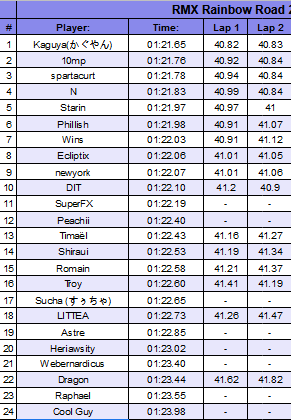 RMX Rainbow Road
# Player: Time: Lap 1 Lap 2
1 Kaguya(かぐやん) 01:21.65 40.82 40.83
2 10mp 01:21.76 40.92 40.84
3 spartacurt 01:21.78 40.94 40.84
4 N 01:21.83 40.99 40.84
5 Starin 01:21.97 40.97 41
6 Phillish 01:21.98 40.91 41.07
7 Wins 01:22.03 40.91 41.12
8 Ecliptix 01:22.06 41.01 41.05
9 newyork 01:22.07 41.01 41.06
10 DIT 01:22.10 41.2 40.9
11 SuperFX 01:22.19 - -
12 Peachii 01:22.40 - -
13 Timaël 01:22.43 41.16 41.27
14 Shiraui 01:22.53 41.19 41.34
15 Romain 01:22.58 41.21 41.37
16 Troy 01:22.60 41.41 41.19
17 Sucha (すぅちゃ) 01:22.65 - -
18 LITTEA 01:22.73 41.26 41.47
19 Astre 01:22.85 - -
20 Heriawsity 01:23.02 - -
21 Webernardicus 01:23.40 - -
22 Dragon 01:23.44 41.62 41.82
23 Raphael 01:23.55 - -
24 Cool Guy 01:23.98 - -